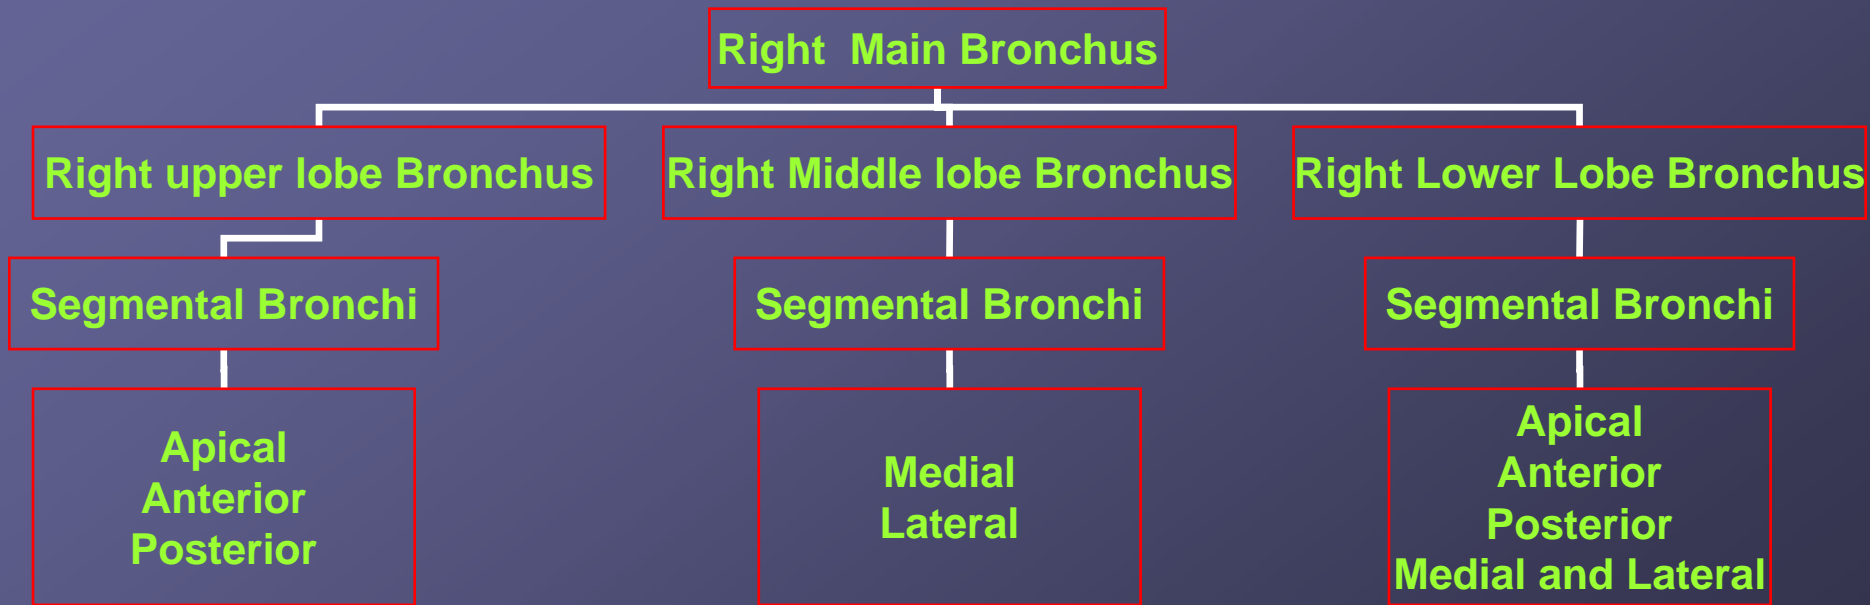 Right  Main Bronchus
Right upper lobe Bronchus
Right Middle lobe Bronchus
Right Lower Lobe Bronchus
Segmental Bronchi
Segmental Bronchi
Segmental Bronchi
Apical
Anterior
Posterior
Medial
Lateral
Apical
Anterior
Posterior
Medial and Lateral